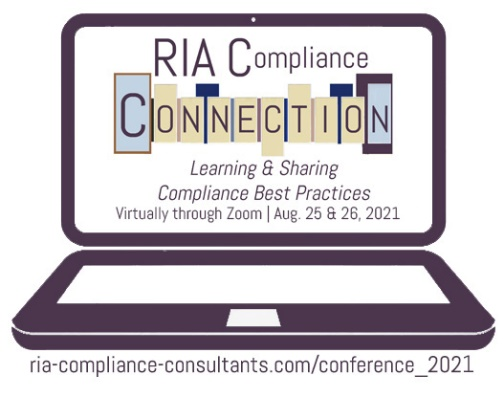 RIA Compliance
CONNECTION
Learning & Sharing
Compliance Best Practices
Virtually through Zoom | Aug. 25 & 26, 2021
ria-compliance-consultants.com/conference_2021